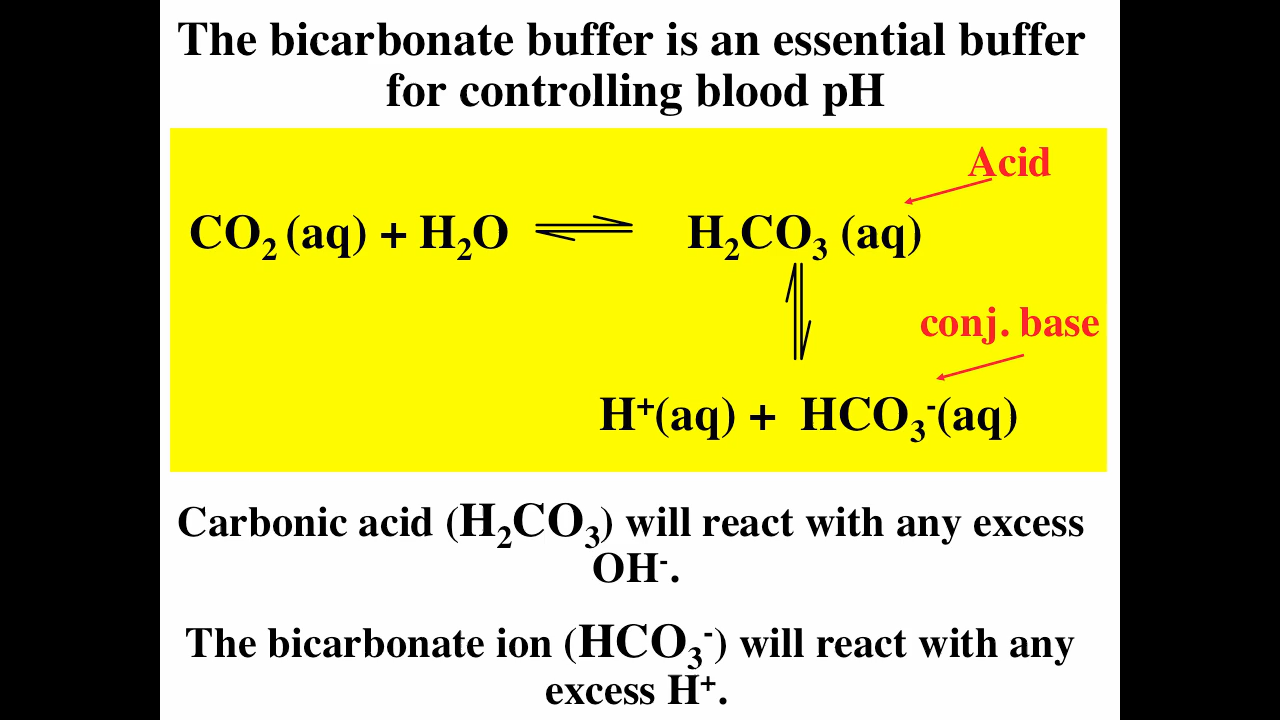 The bicarbonate buffer is an essential buffer
for controlling blood pH
Acid
CO₂ (aq) + H₂O ⇌ H₂CO₃ (aq)
conj. base
H⁺(aq) + HCO₃⁻(aq)
Carbonic acid (H₂CO₃) will react with any excess
OH⁻.
The bicarbonate ion (HCO₃⁻) will react with any
excess H⁺.